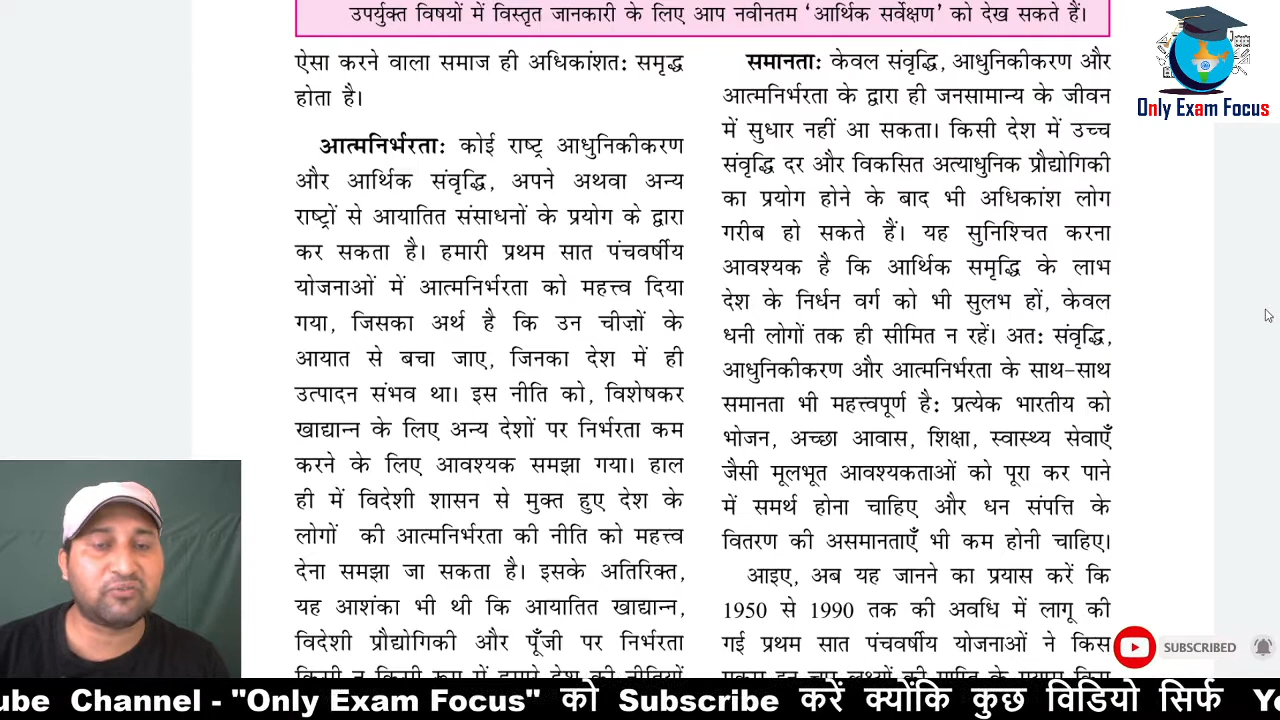 उपर्युक्त विषयों में विस्तृत जानकारी के लिए आप नवीनतम ‘आर्थिक सर्वेक्षण’ को देख सकते हैं।
ऐसा करने वाला समाज ही अधिकांशत: समृद्ध
होता है।
आत्मनिर्भरता: कोई राष्ट्र आधुनिकीकरण
और आर्थिक संवृद्धि, अपने अथवा अन्य
राष्ट्रों से आयातित संसाधनों के प्रयोग के द्वारा
कर सकता है। हमारी प्रथम सात पंचवर्षीय
योजनाओं में आत्मनिर्भरता को महत्त्व दिया
गया, जिसका अर्थ है कि उन चीज़ों के
आयात से बचा जाए, जिनका देश में ही
उत्पादन संभव था। इस नीति को, विशेषकर
खाद्यान्न के लिए अन्य देशों पर निर्भरता कम
करने के लिए आवश्यक समझा गया। हाल
ही में विदेशी शासन से मुक्त हुए देश के
लोगों की आत्मनिर्भरता की नीति को महत्त्व
देना समझा जा सकता है। इसके अतिरिक्त,
यह आशंका भी थी कि आयातित खाद्यान्न,
विदेशी प्रौद्योगिकी और पूँजी पर निर्भरता
किसी न किसी रूप में हमारे देश की नीतियों
समानता: केवल संवृद्धि, आधुनिकीकरण और
आत्मनिर्भरता के द्वारा ही जनसामान्य के जीवन
में सुधार नहीं आ सकता। किसी देश में उच्च
संवृद्धि दर और विकसित अत्याधुनिक प्रौद्योगिकी
का प्रयोग होने के बाद भी अधिकांश लोग
गरीब हो सकते हैं। यह सुनिश्चित करना
आवश्यक है कि आर्थिक समृद्धि के लाभ
देश के निर्धन वर्ग को भी सुलभ हों, केवल
धनी लोगों तक ही सीमित न रहें। अत: संवृद्धि,
आधुनिकीकरण और आत्मनिर्भरता के साथ-साथ
समानता भी महत्त्वपूर्ण है: प्रत्येक भारतीय को
भोजन, अच्छा आवास, शिक्षा, स्वास्थ्य सेवाएँ
जैसी मूलभूत आवश्यकताओं को पूरा कर पाने
में समर्थ होना चाहिए और धन संपत्ति के
वितरण की असमानताएँ भी कम होनी चाहिए।
आइए, अब यह जानने का प्रयास करें कि
1950 से 1990 तक की अवधि में लागू की
गई प्रथम सात पंचवर्षीय योजनाओं ने किस
प्रकार इन चार लक्ष्यों की प्राप्ति के प्रयास किए
Only Exam Focus
SUBSCRIBED
ube Channel - "Only Exam Focus" को Subscribe करें क्योंकि कुछ विडियो सिर्फ Yo